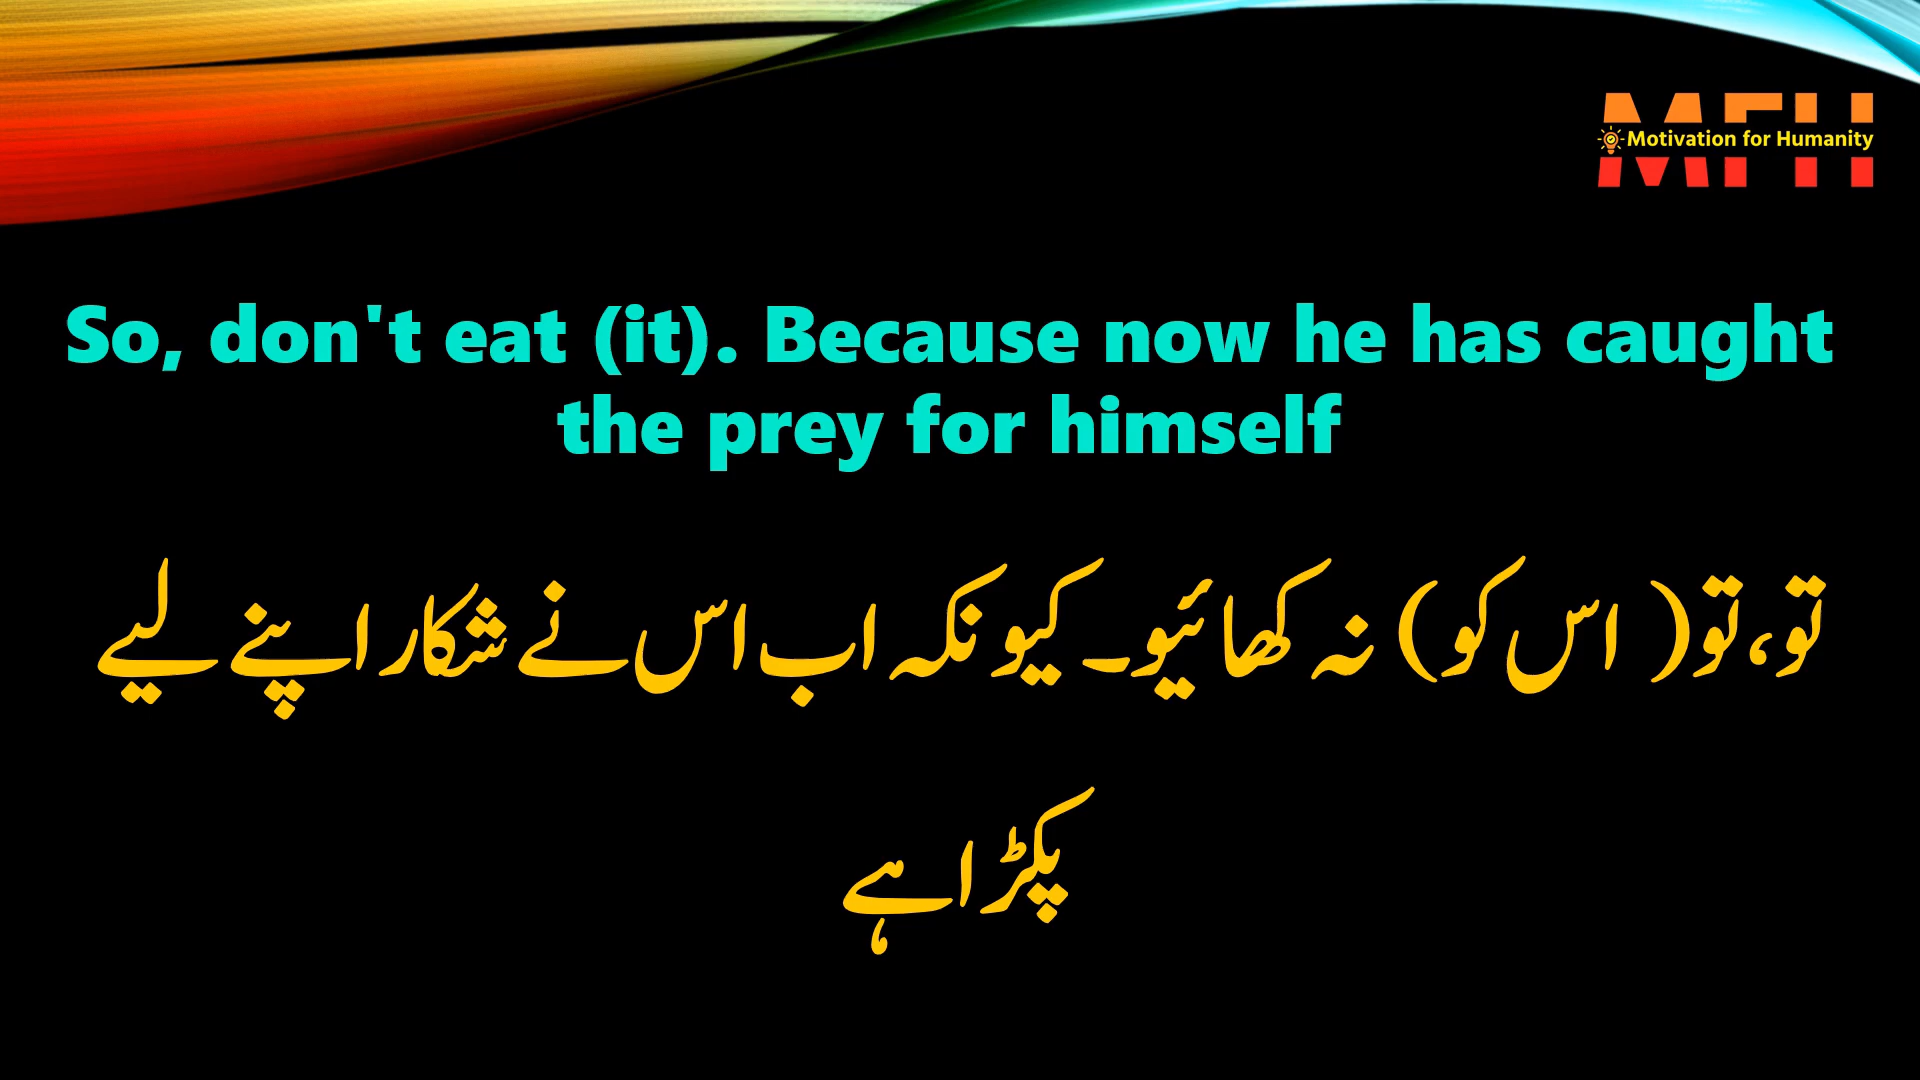 MFH
Motivation for Humanity
So, don't eat (it). Because now he has caught
the prey for himself
تو، تو( اس کو) نہ کھائیو۔ کیونکہ اب اس نے شکار اپنے لیے
پکڑا ہے